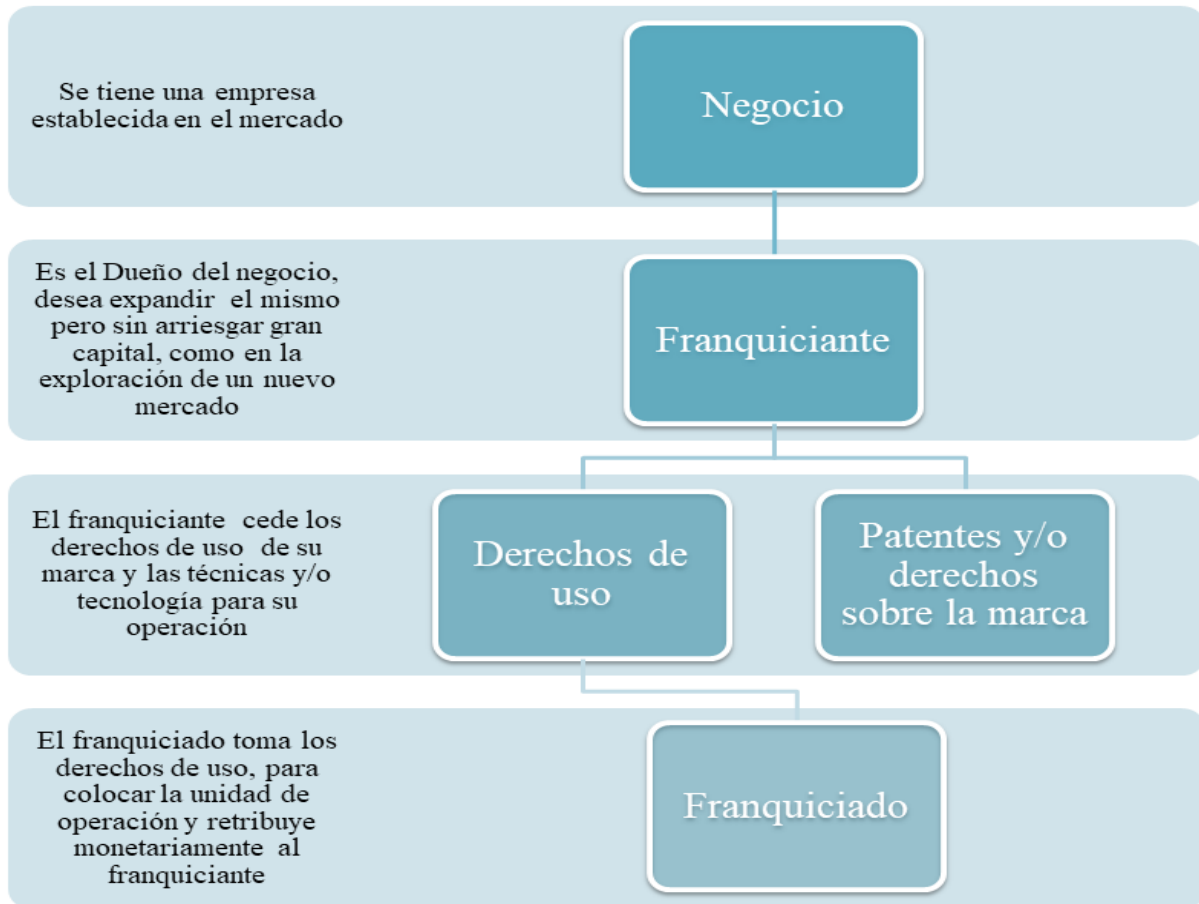 Se tiene una empresa
establecida en el mercado
Negocio
Es el Dueño del negocio,
desea expandir el mismo
pero sin arriesgar gran
capital, como en la
exploración de un nuevo
mercado
Franquiciante
El franquiciante cede los
derechos de uso de su
marca y las técnicas y/o
tecnología para su
operación
Derechos de
uso
Patentes y/o
derechos
sobre la marca
El franquiciado toma los
derechos de uso, para
colocar la unidad de
operación y retribuye
monetariamente al
franquiciante
Franquiciado